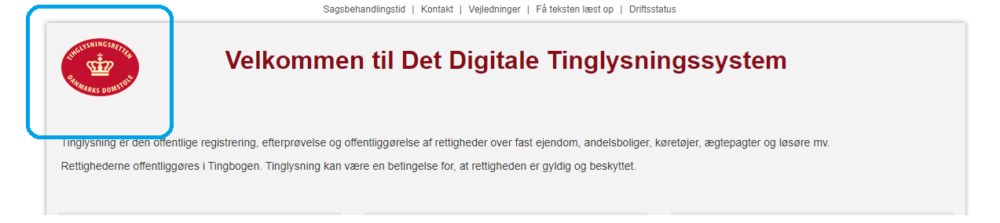 Sagsbehandlingstid | Kontakt | Vejledninger | Få teksten læst op | Driftsstatus
TINGLYSNINGSRETTEN
DANMARKS DOMSTOLE
Velkommen til Det Digitale Tinglysningssystem
Tinglysning er den offentlige registrering, efterprøvelse og offentliggørelse af rettigheder over fast ejendom, andelsboliger, køretøjer, ægtepagter og løsøre mv.
Rettighederne offentliggøres i Tingbogen. Tinglysning kan være en betingelse for, at rettigheden er gyldig og beskyttet.